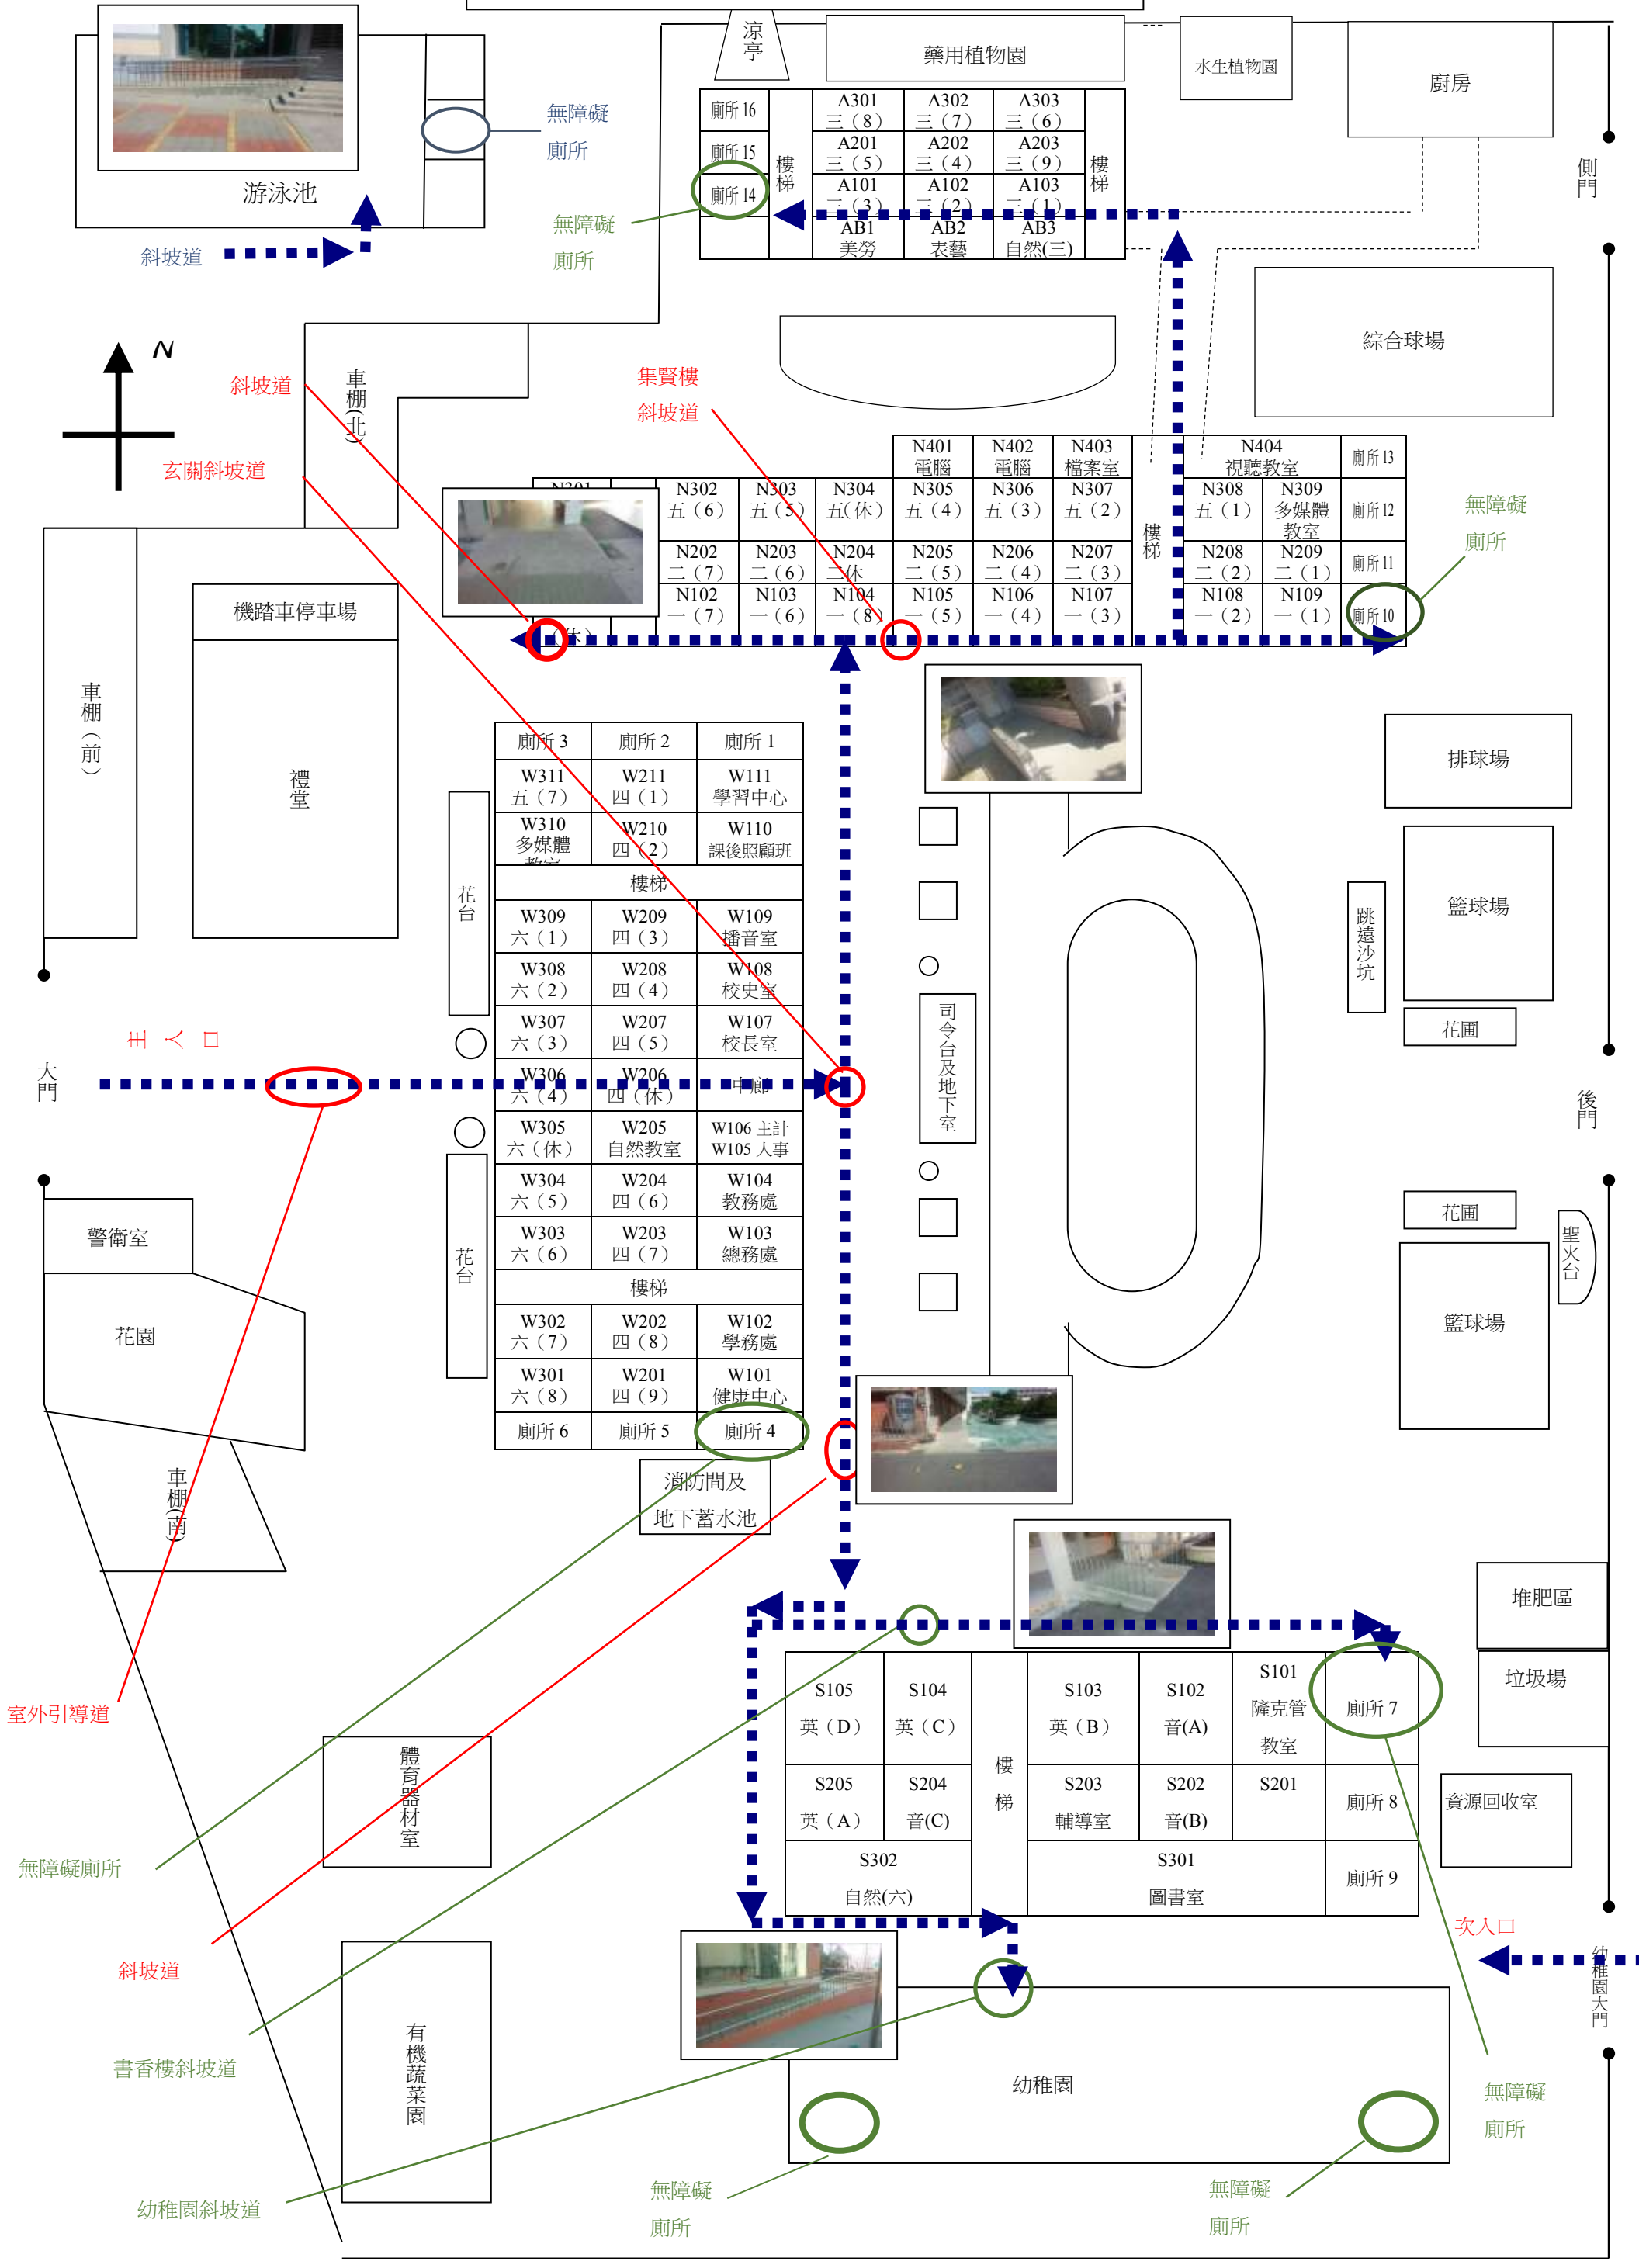 涼亭
藥用植物園
水生植物園
廚房
側門
無障礙
廁所
游泳池
斜坡道
無障礙
廁所
廁所 16
廁所 15
廁所 14
樓梯
A301
三（8）
A302
三（7）
A303
三（6）
A201
三（5）
A202
三（4）
A203
三（9）
A101
三（3）
A102
三（2）
A103
三（1）
AB1
美勞
AB2
表藝
AB3
自然(三)
樓梯
綜合球場
N
斜坡道
玄關斜坡道
車棚(北)
集賢樓
斜坡道
N401
電腦
N402
電腦
N403
檔案室
N404
視聽教室
廁所 13
N301
N302
五（6）
N303
五（5）
N304
五(休）
N305
五（4）
N306
五（3）
N307
五（2）
樓梯
N308
五（1）
N309
多媒體
教室
廁所 12
N202
二（7）
N203
二（6）
N204
二休
N205
二（5）
N206
二（4）
N207
二（3）
N208
二（2）
N209
二（1）
廁所 11
N102
一（7）
N103
一（6）
N104
一（8）
N105
一（5）
N106
一（4）
N107
一（3）
N108
一（2）
N109
一（1）
廁所 10
（休）
無障礙
廁所
機踏車停車場
車棚（前）
禮堂
花台
廁所 3
廁所 2
廁所 1
W311
五（7）
W211
四（1）
W111
學習中心
W310
多媒體
教室
W210
四（2）
W110
課後照顧班
樓梯
W309
六（1）
W209
四（3）
W109
播音室
W308
六（2）
W208
四（4）
W108
校史室
W307
六（3）
W207
四（5）
W107
校長室
W306
六（4）
W206
四（休）
中廊
W305
六（休）
W205
自然教室
W106 主計
W105 人事
W304
六（5）
W204
四（6）
W104
教務處
W303
六（6）
W203
四（7）
W103
總務處
樓梯
W302
六（7）
W202
四（8）
W102
學務處
W301
六（8）
W201
四（9）
W101
健康中心
廁所 6
廁所 5
廁所 4
消防間及
地下蓄水池
司令台及地下室
排球場
籃球場
跳遠沙坑
花圃
後門
花圃
聖火台
籃球場
主入口
大門
花台
警衛室
花園
車棚(南)
室外引導道
體育器材室
無障礙廁所
斜坡道
書香樓斜坡道
有機蔬菜園
幼稚園斜坡道
堆肥區
垃圾場
資源回收室
S105
英（D）
S104
英（C）
樓梯
S103
英（B）
S102
音(A)
S101
隆克管
教室
廁所 7
S205
英（A）
S204
音(C)
S203
輔導室
S202
音(B)
S201
廁所 8
S302
自然(六)
S301
圖書室
廁所 9
次入口
幼稚園大門
幼稚園
無障礙
廁所
無障礙
廁所
無障礙
廁所